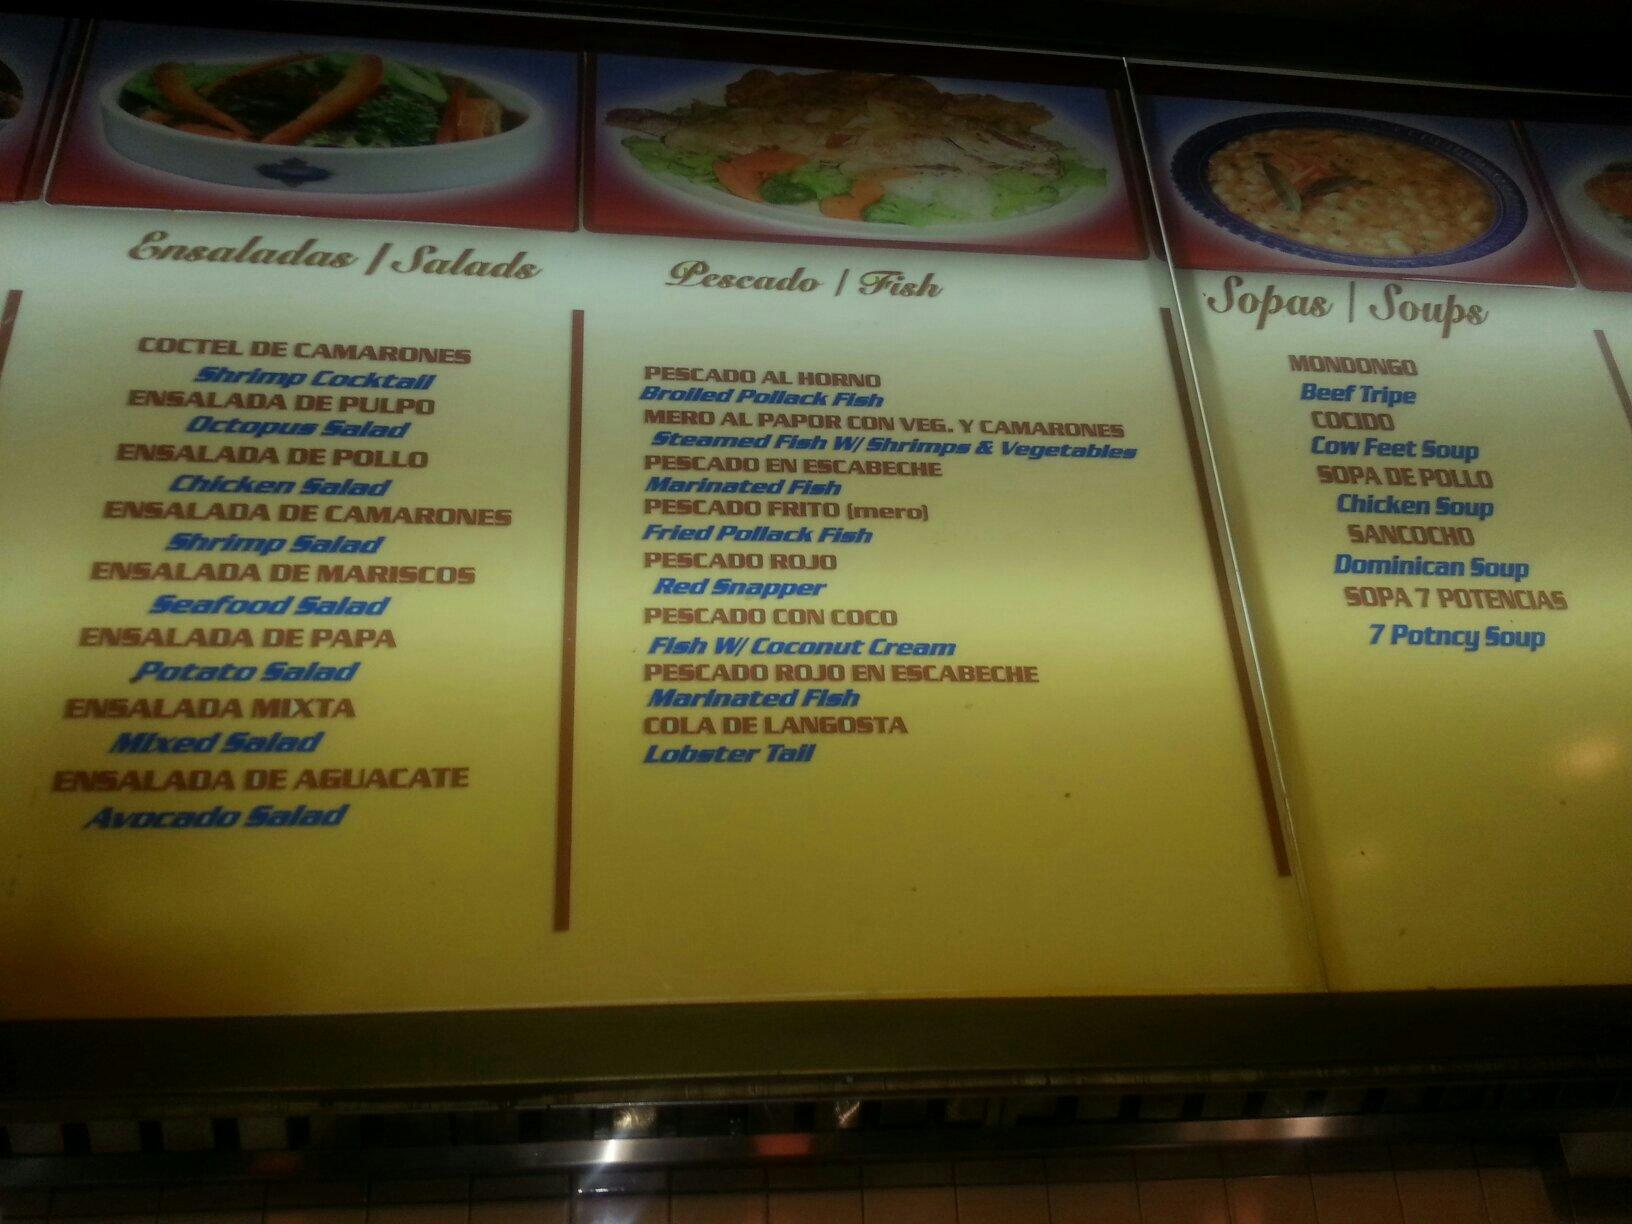 Ensaladas / Salads
COCTEL DE CAMARONES
Shrimp Cocktail
ENSALADA DE PULPO
Octopus Salad
ENSALADA DE POLLO
Chicken Salad
ENSALADA DE CAMARONES
Shrimp Salad
ENSALADA DE MARISCOS
Seafood Salad
ENSALADA DE PAPA
Potato Salad
ENSALADA MIXTA
Mixed Salad
ENSALADA DE AGUACATE
Avocado Salad
Pescado / Fish
PESCADO AL HORNO
Broiled Pollack Fish
MERO AL PAPOR CON VEG. Y CAMARONES
Steamed Fish W/ Shrimps & Vegetables
PESCADO EN ESCABECHE
Marinated Fish
PESCADO FRITO (mero)
Fried Pollack Fish
PESCADO ROJO
Red Snapper
PESCADO CON COCO
Fish W/ Coconut Cream
PESCADO ROJO EN ESCABECHE
Marinated Fish
COLA DE LANGOSTA
Lobster Tail
Sopas / Soups
MONDONGO
Beef Tripe
COCIDO
Cow Feet Soup
SOPA DE POLLO
Chicken Soup
SANCOCHO
Dominican Soup
SOPA 7 POTENCIAS
7 Potncy Soup